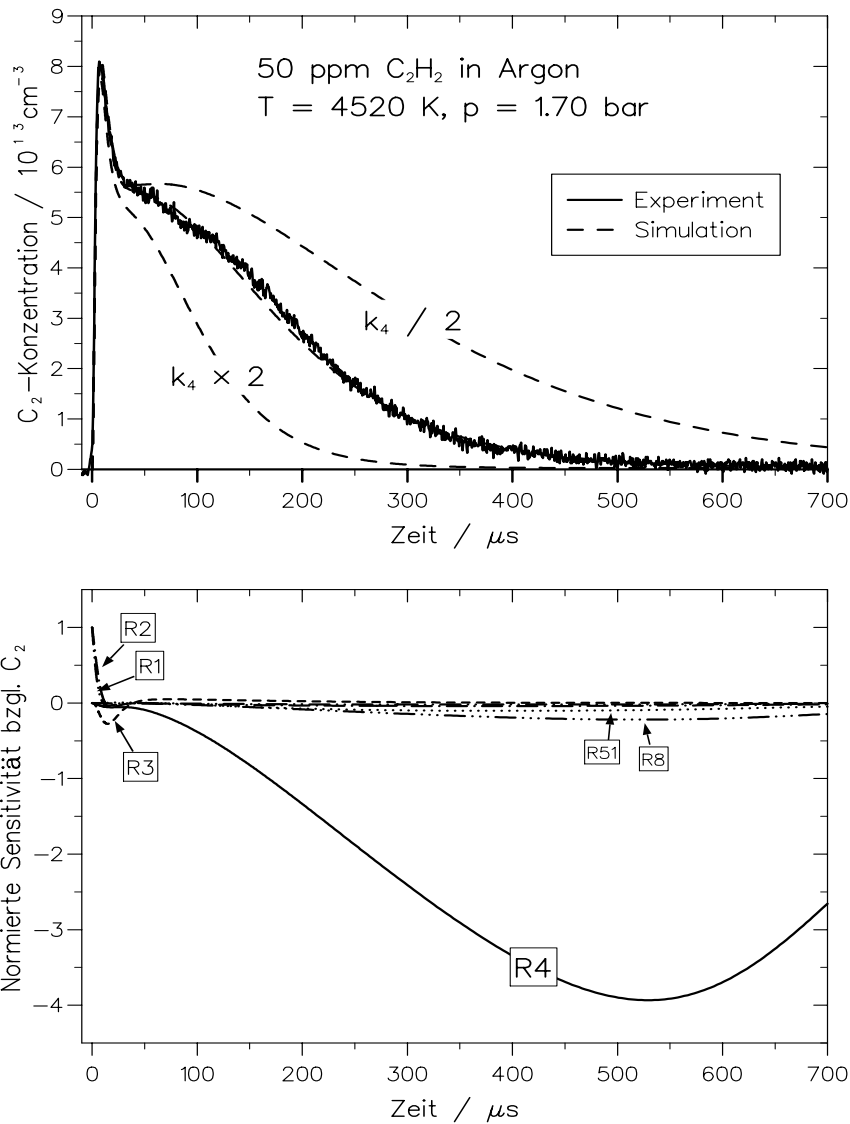 9
8
7
6
5
4
3
2
1
0
C₂–Konzentration / 10¹³cm⁻³
50 ppm C₂H₂ in Argon
T = 4520 K, p = 1.70 bar
Experiment
Simulation
k₄ / 2
k₄ × 2
0 100 200 300 400 500 600 700
Zeit / μs
1
0
−1
−2
−3
−4
Normierte Sensitivität bzgl. C₂
R2
R1
R3
R51
R8
R4
0 100 200 300 400 500 600 700
Zeit / μs